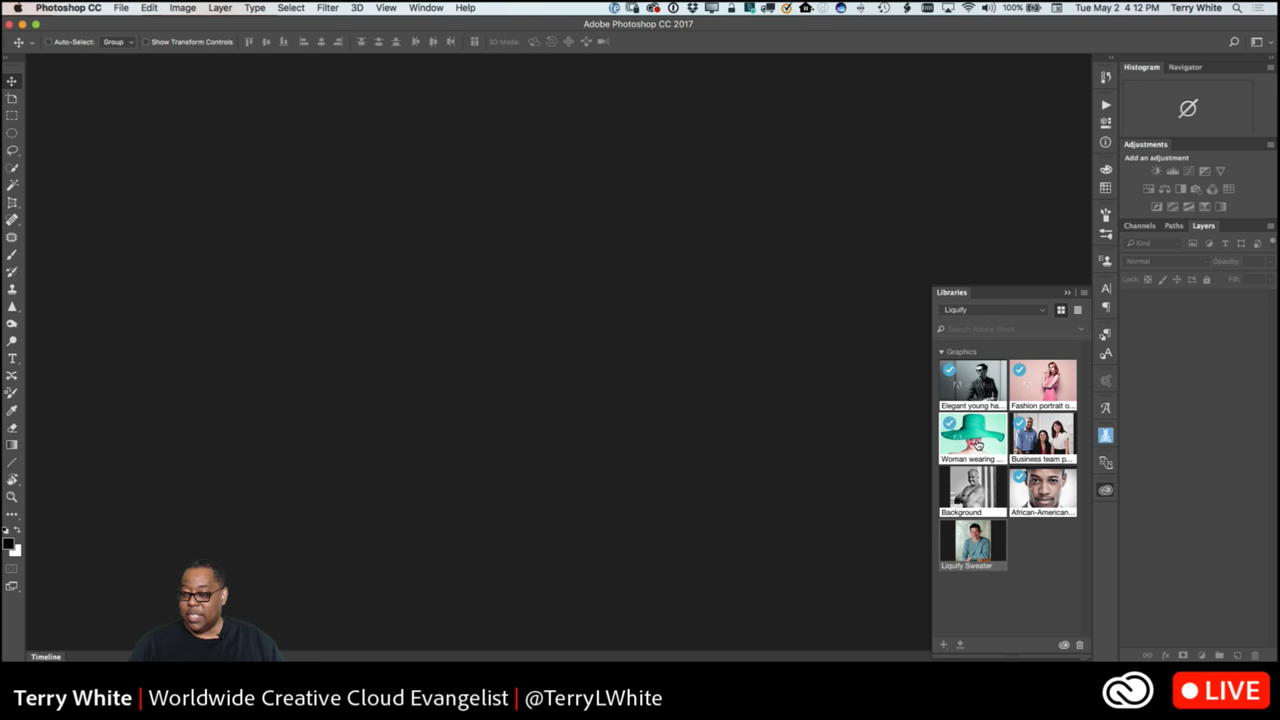 Photoshop CC File Edit Image Layer Type Select Filter 3D View Window Help 100% Tue May 2 4:12 PM Terry White
Adobe Photoshop CC 2017
Auto-Select: Group Show Transform Controls 3D Mode:
Histogram Navigator
Adjustments
Add an adjustment
Channels Paths Layers
Kind
Normal Opacity:
Lock: Fill:
Libraries
Liquify
Search Adobe Stock
Graphics
Elegant young ha... Fashion portrait o...
Woman wearing ... Business team p...
Background African-American...
Liquify Sweater
Timeline
Terry White | Worldwide Creative Cloud Evangelist | @TerryLWhite
LIVE